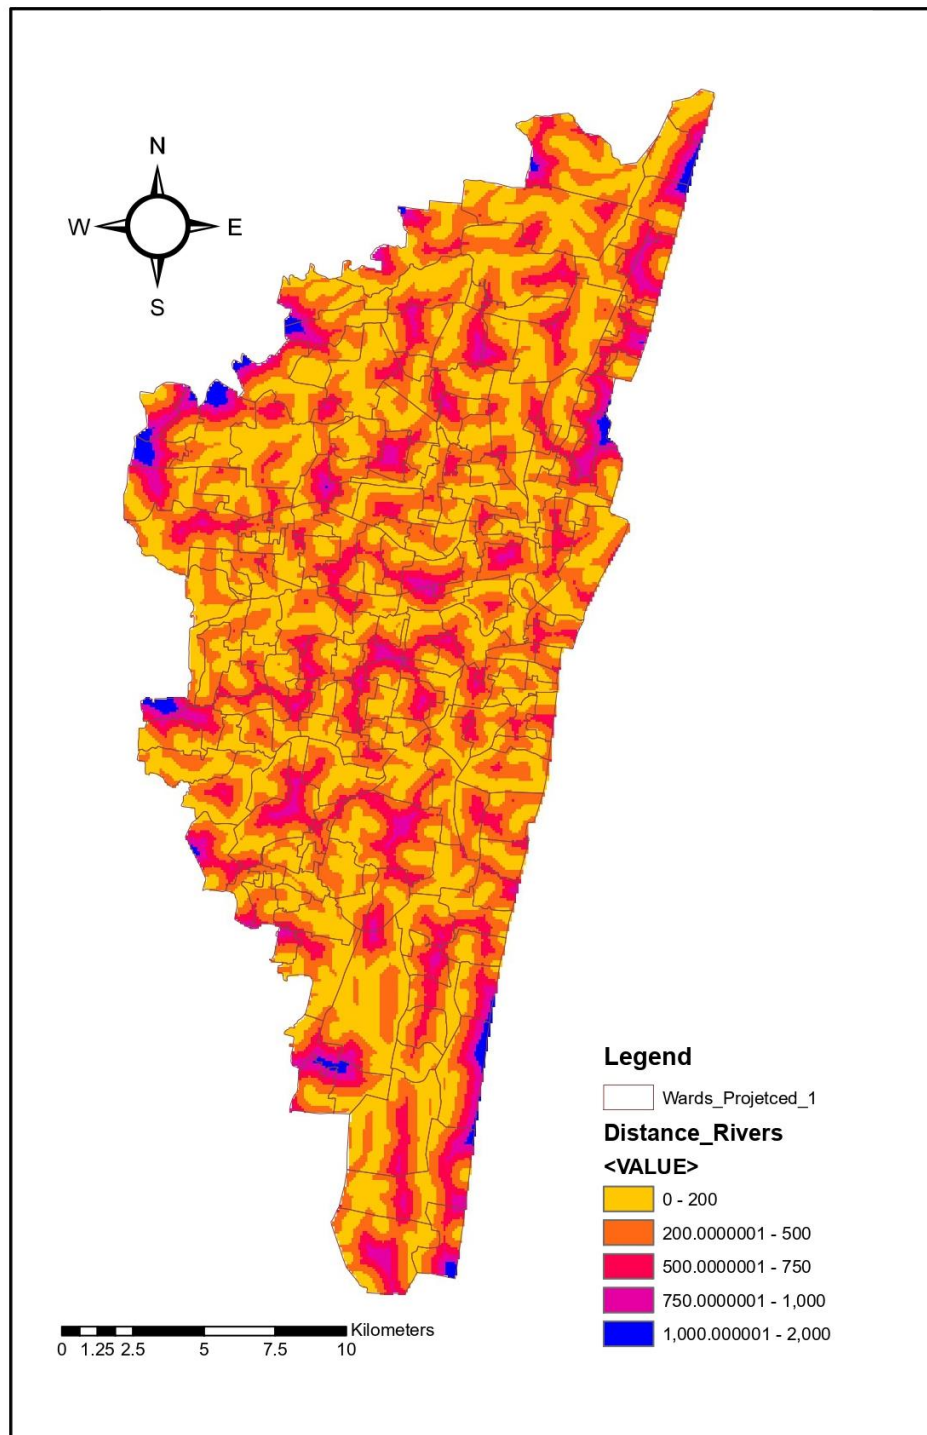 N
W E
S
Legend
Wards_Projetced_1
Distance_Rivers
<VALUE>
0 - 200
200.0000001 - 500
500.0000001 - 750
750.0000001 - 1,000
1,000.000001 - 2,000
Kilometers
0 1.25 2.5 5 7.5 10